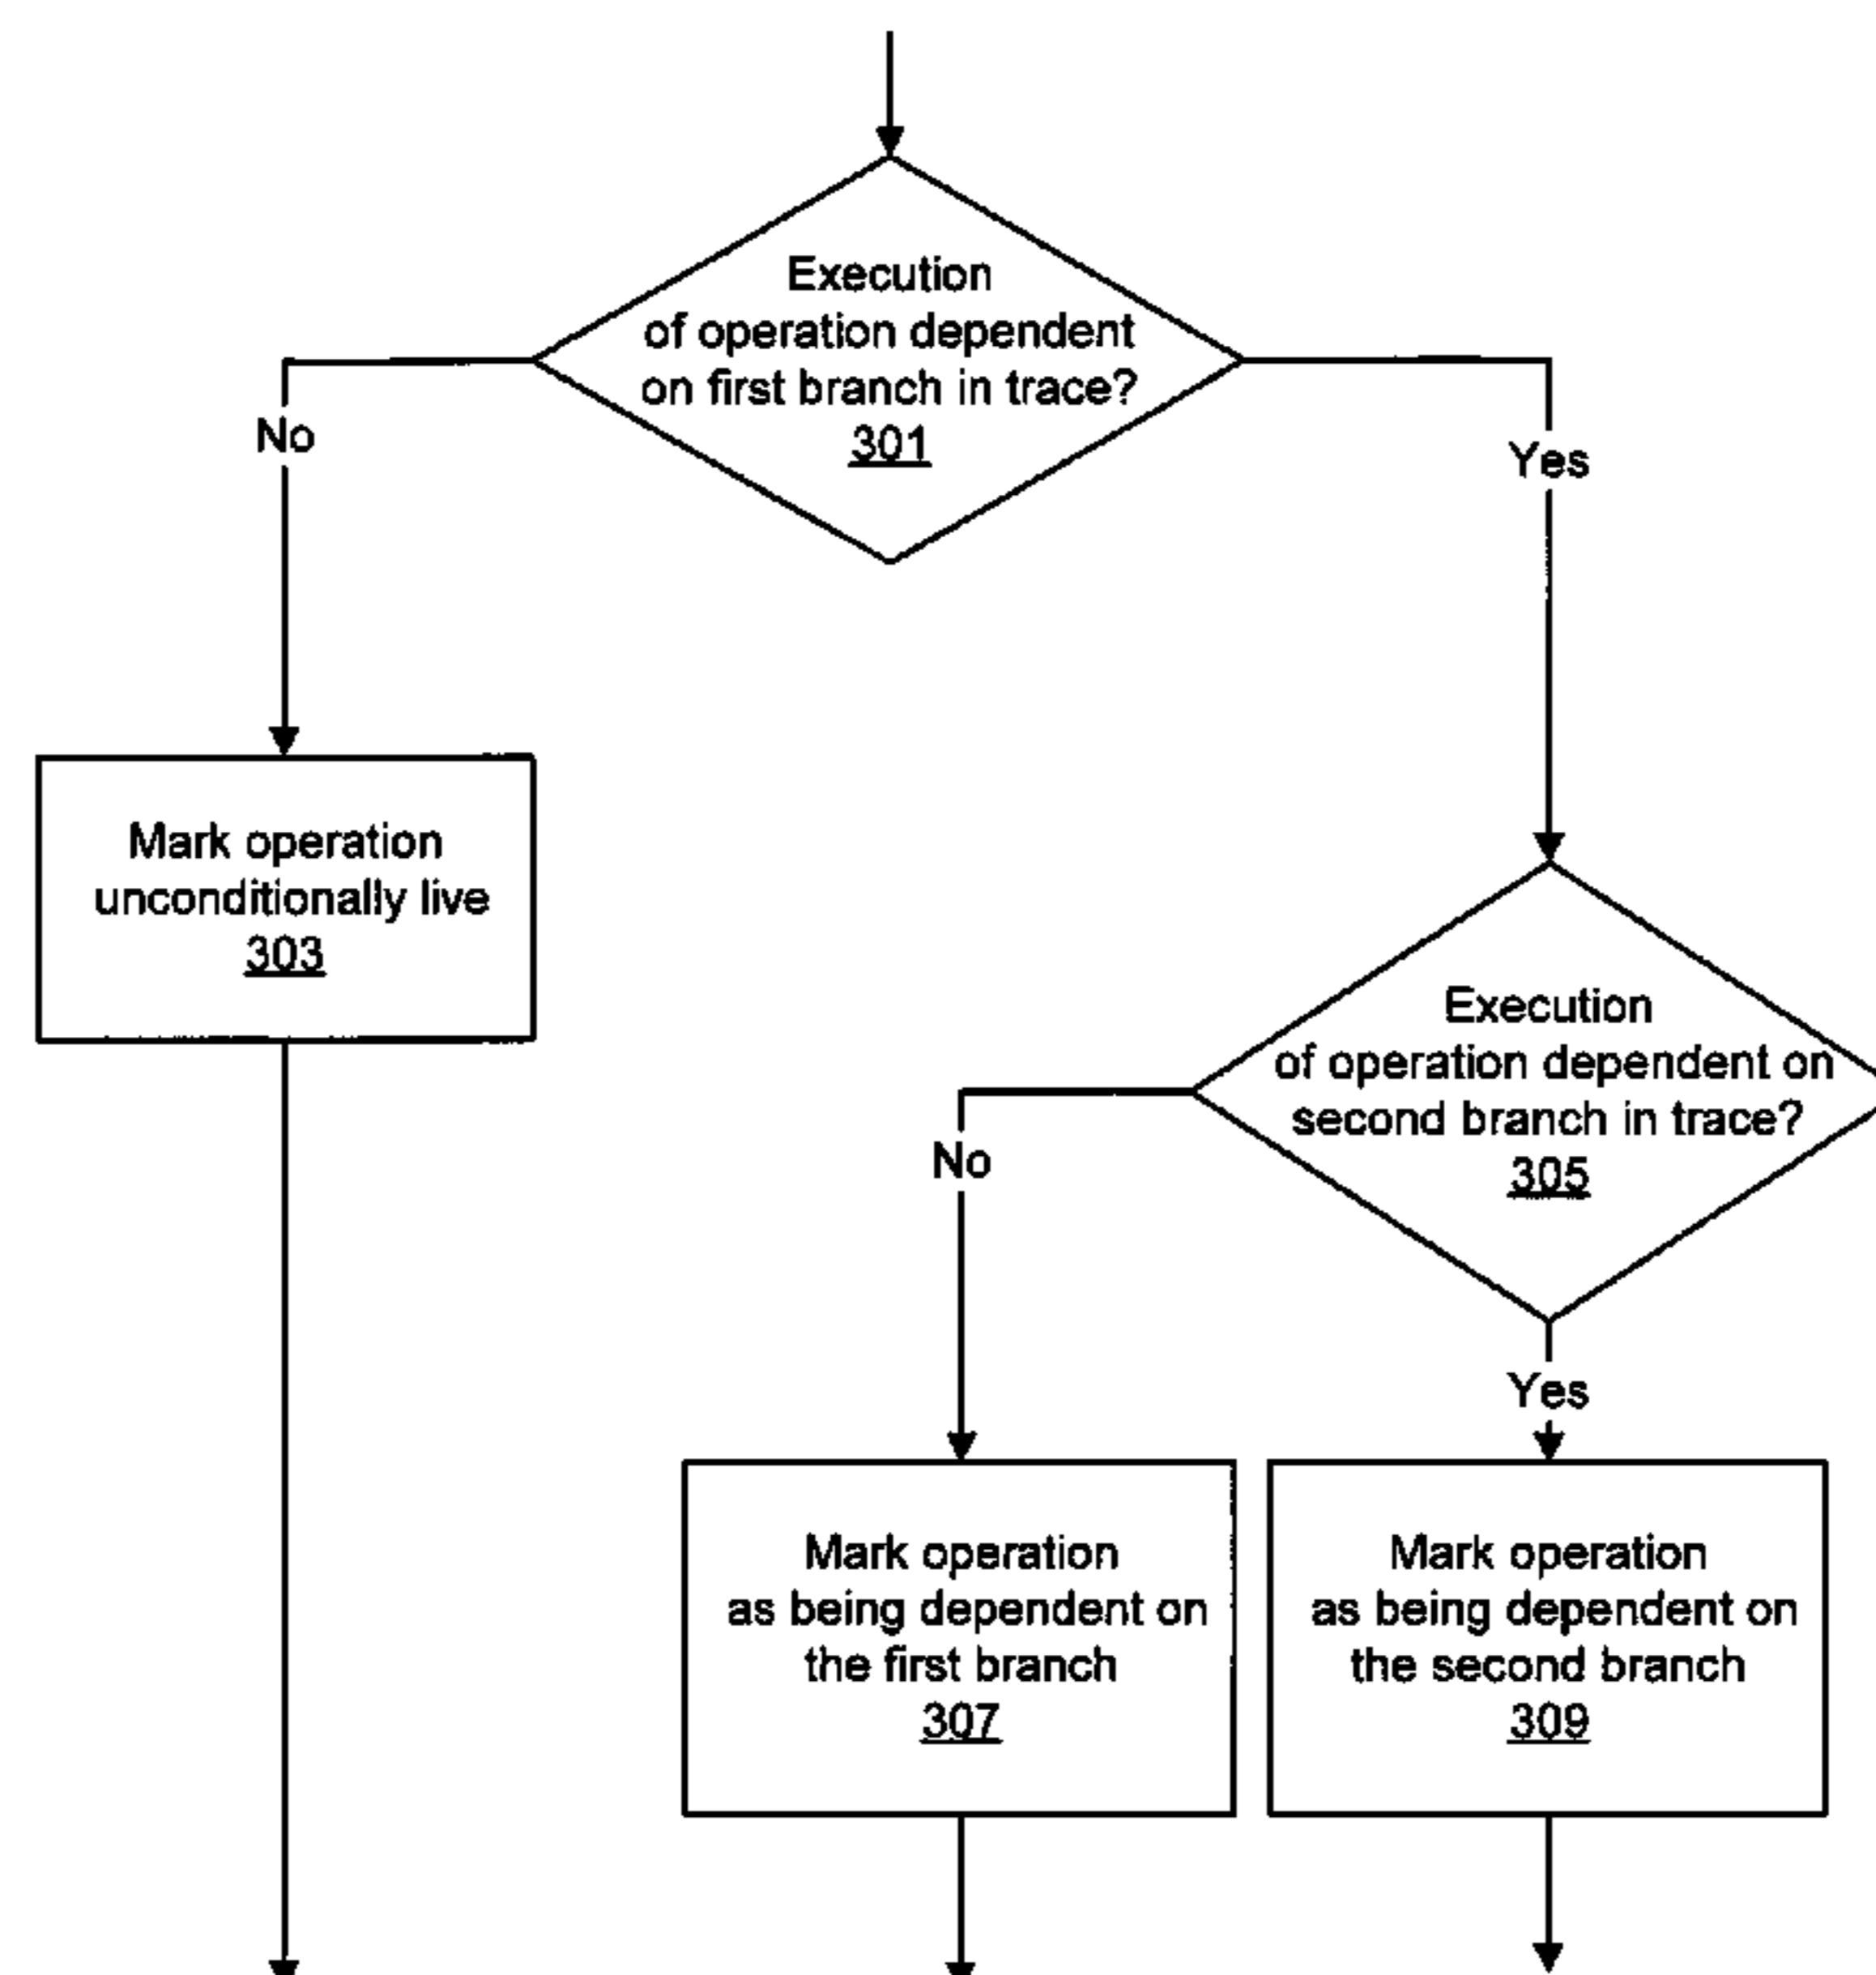 Execution
of operation dependent
on first branch in trace?
301
No
Yes
Mark operation
unconditionally live
303
Execution
of operation dependent on
second branch in trace?
305
No
Yes
Mark operation
as being dependent on
the first branch
307
Mark operation
as being dependent on
the second branch
309